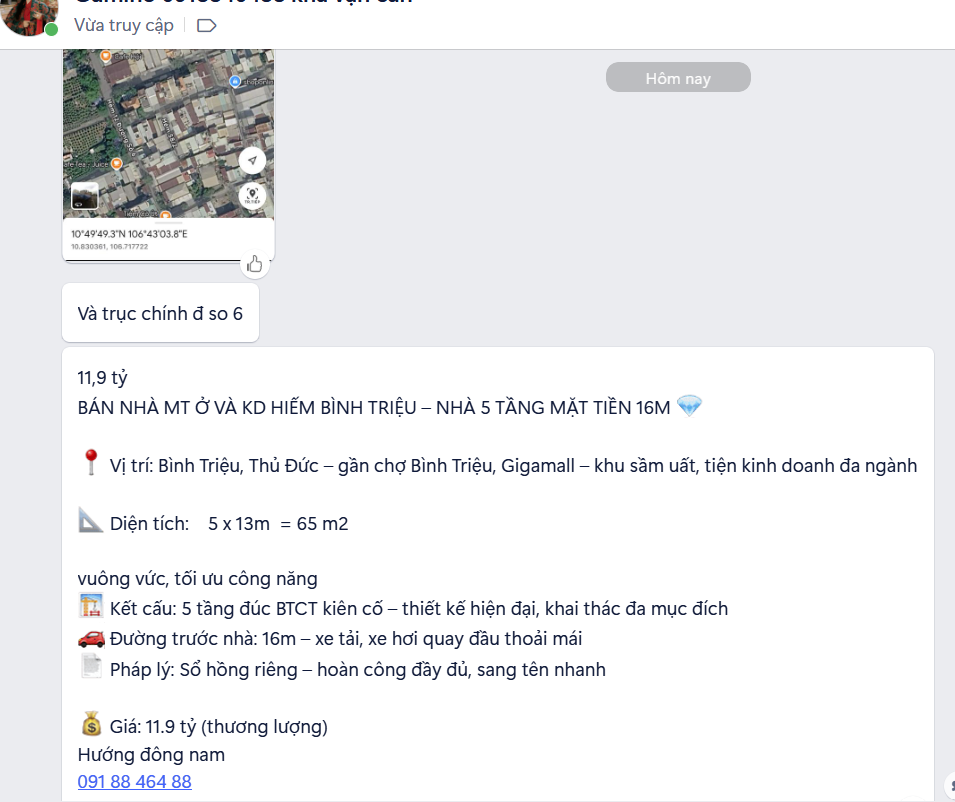 Vừa truy cập
Hôm nay
10°49'49.3"N 106°43'03.8"E
10.830361, 106.717722
Và trục chính đ so 6
11,9 tỷ
BÁN NHÀ MT Ở VÀ KD HIẾM BÌNH TRIỆU – NHÀ 5 TẦNG MẶT TIỀN 16M 💎
📍 Vị trí: Bình Triệu, Thủ Đức – gần chợ Bình Triệu, Gigamall – khu sầm uất, tiện kinh doanh đa ngành
📐 Diện tích: 5 x 13m = 65 m2
vuông vức, tối ưu công năng
🏗️ Kết cấu: 5 tầng đúc BTCT kiên cố – thiết kế hiện đại, khai thác đa mục đích
🚗 Đường trước nhà: 16m – xe tải, xe hơi quay đầu thoải mái
📄 Pháp lý: Sổ hồng riêng – hoàn công đầy đủ, sang tên nhanh
💰 Giá: 11.9 tỷ (thương lượng)
Hướng đông nam
091 88 464 88